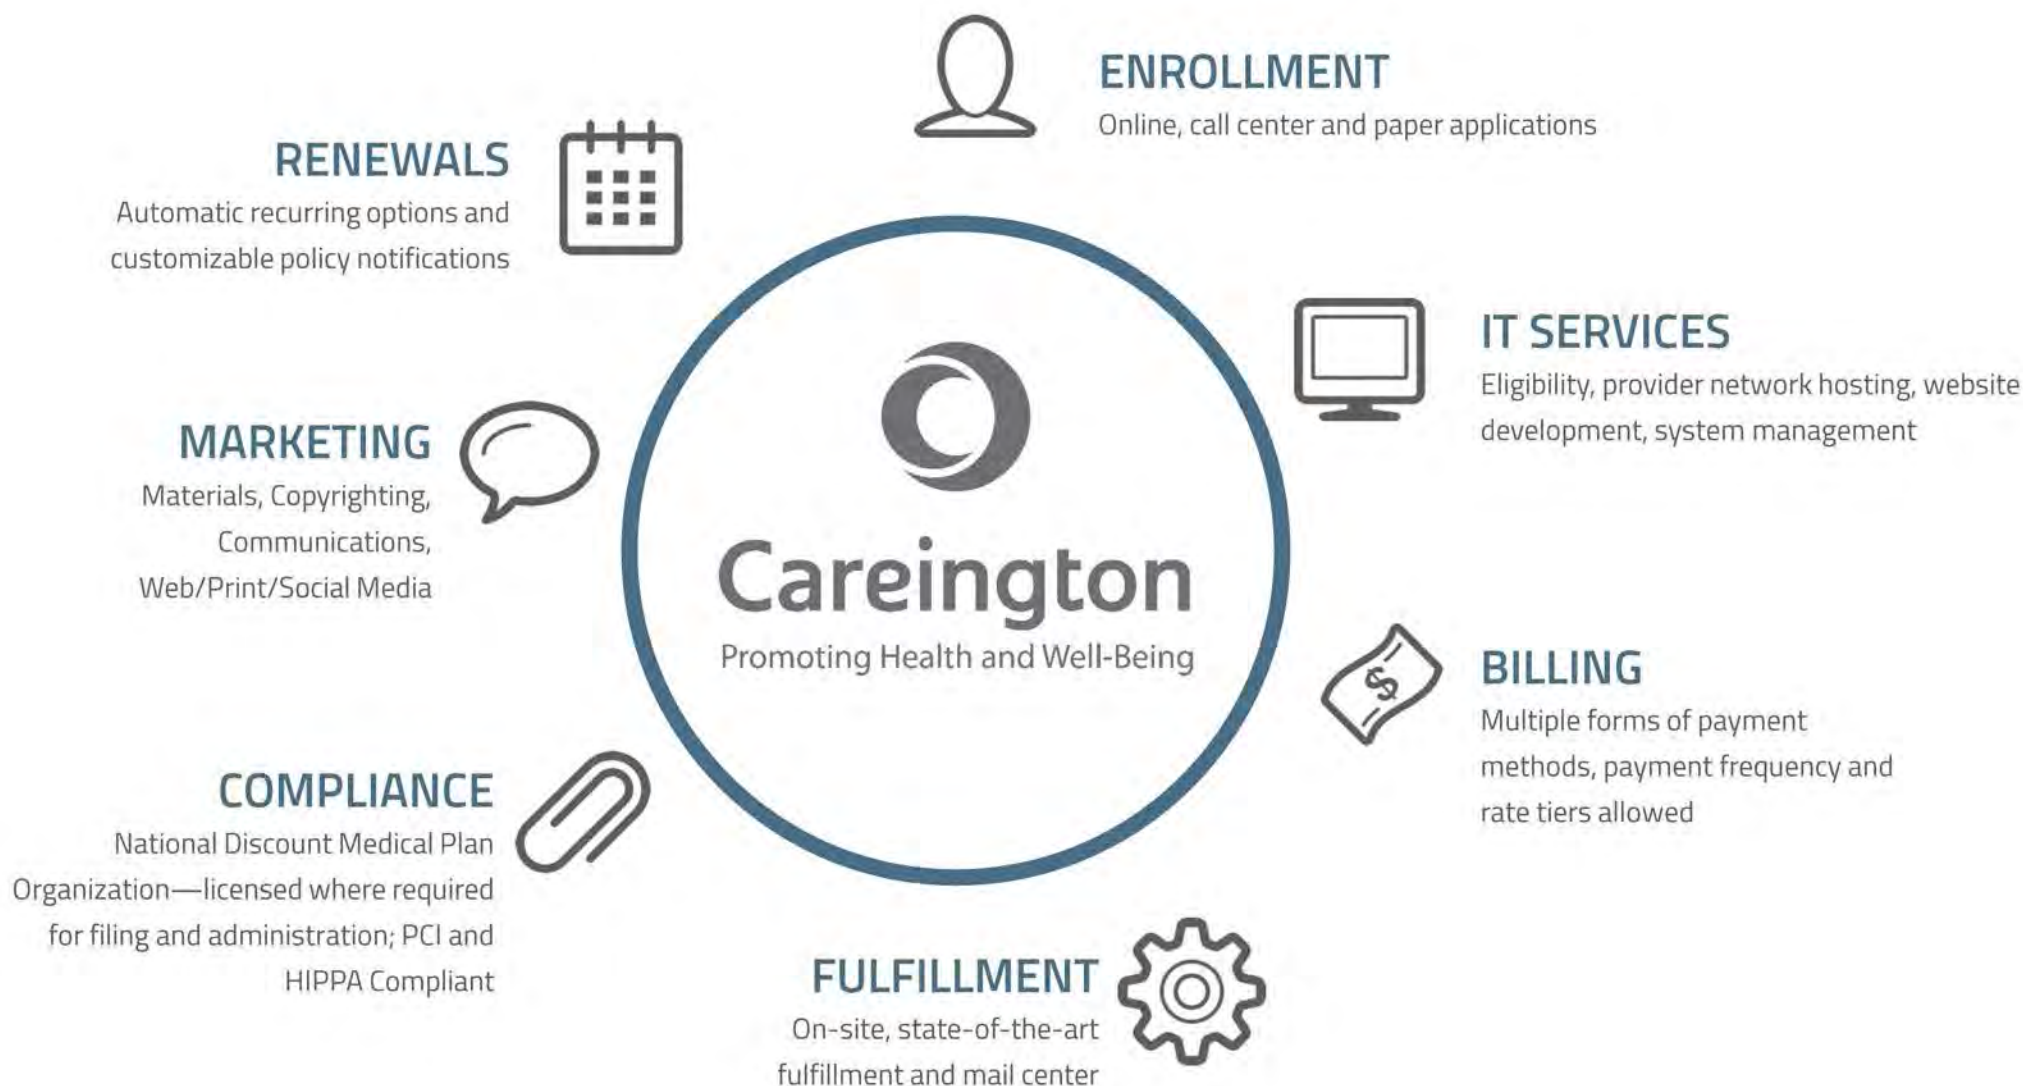 ENROLLMENT
Online, call center and paper applications
RENEWALS
Automatic recurring options and
customizable policy notifications
IT SERVICES
Eligibility, provider network hosting, website
development, system management
MARKETING
Materials, Copyrighting,
Communications,
Web/Print/Social Media
Careington
Promoting Health and Well-Being
BILLING
Multiple forms of payment
methods, payment frequency and
rate tiers allowed
COMPLIANCE
National Discount Medical Plan
Organization—licensed where required
for filing and administration; PCI and
HIPPA Compliant
FULFILLMENT
On-site, state-of-the-art
fulfillment and mail center
$